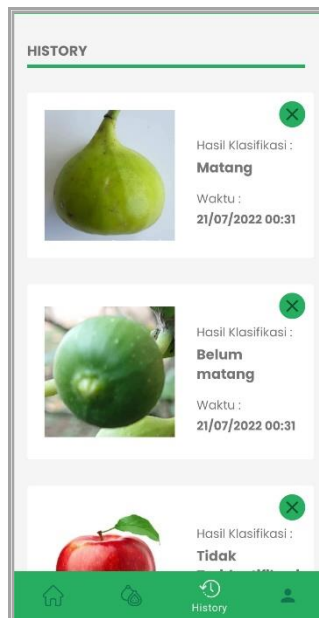 HISTORY
Hasil Klasifikasi :
Matang
Waktu :
21/07/2022 00:31
Hasil Klasifikasi :
Belum
matang
Waktu :
21/07/2022 00:31
Hasil Klasifikasi :
Tidak
History